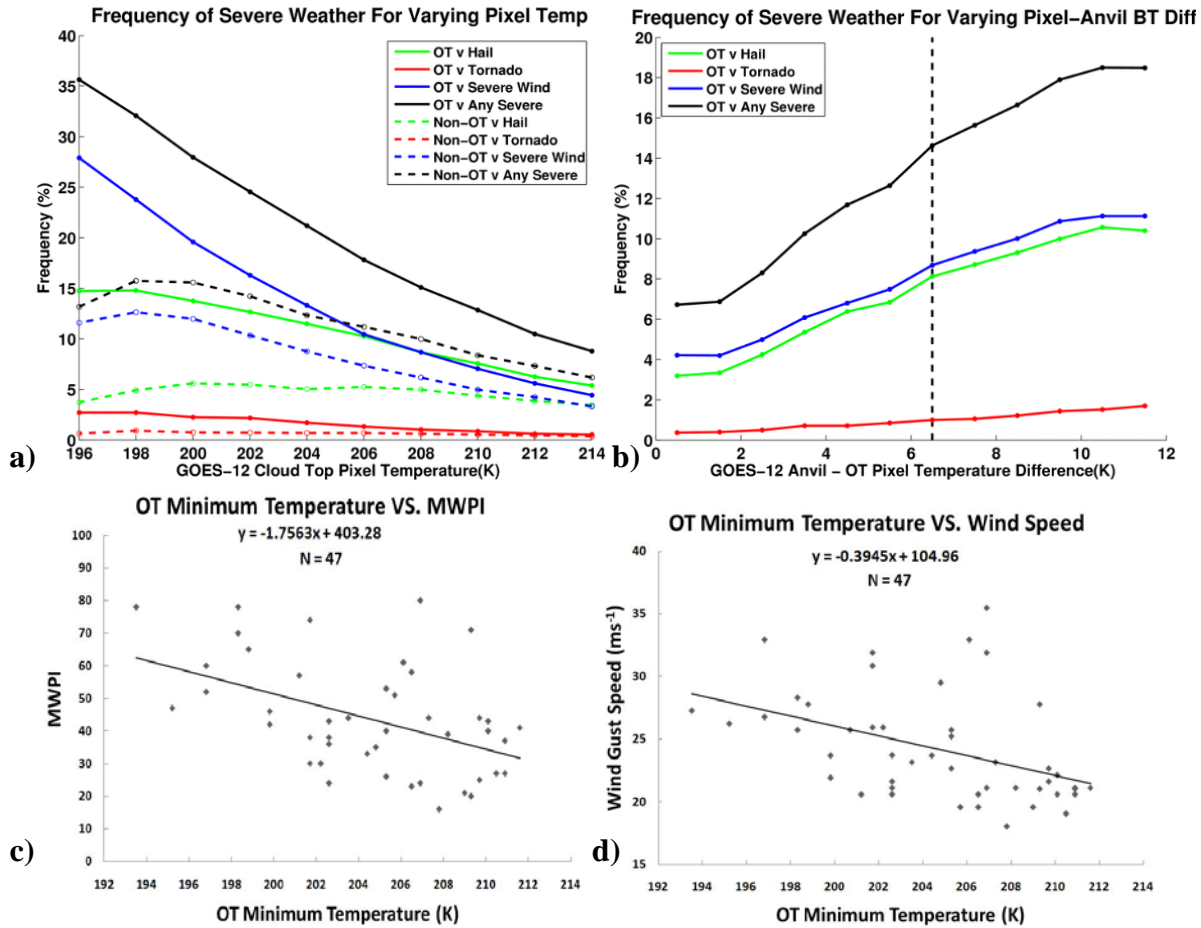 Frequency of Severe Weather For Varying Pixel Temp
40
35
30
25
20
15
10
5
0
Frequency (%)
OT v Hail
OT v Tornado
OT v Severe Wind
OT v Any Severe
Non-OT v Hail
Non-OT v Tornado
Non-OT v Severe Wind
Non-OT v Any Severe
196 198 200 202 204 206 208 210 212 214
GOES-12 Cloud Top Pixel Temperature(K)
a)
Frequency of Severe Weather For Varying Pixel-Anvil BT Diff
20
18
16
14
12
10
8
6
4
2
0
Frequency (%)
OT v Hail
OT v Tornado
OT v Severe Wind
OT v Any Severe
0 2 4 6 8 10 12
GOES-12 Anvil - OT Pixel Temperature Difference(K)
b)
OT Minimum Temperature VS. MWPI
y = -1.7563x + 403.28
N = 47
100
90
80
70
60
50
40
30
20
10
0
MWPI
192 194 196 198 200 202 204 206 208 210 212 214
OT Minimum Temperature (K)
c)
OT Minimum Temperature VS. Wind Speed
y = -0.3945x + 104.96
N = 47
40
35
30
25
20
15
Wind Gust Speed (ms-1)
192 194 196 198 200 202 204 206 208 210 212 214
OT Minimum Temperature (K)
d)